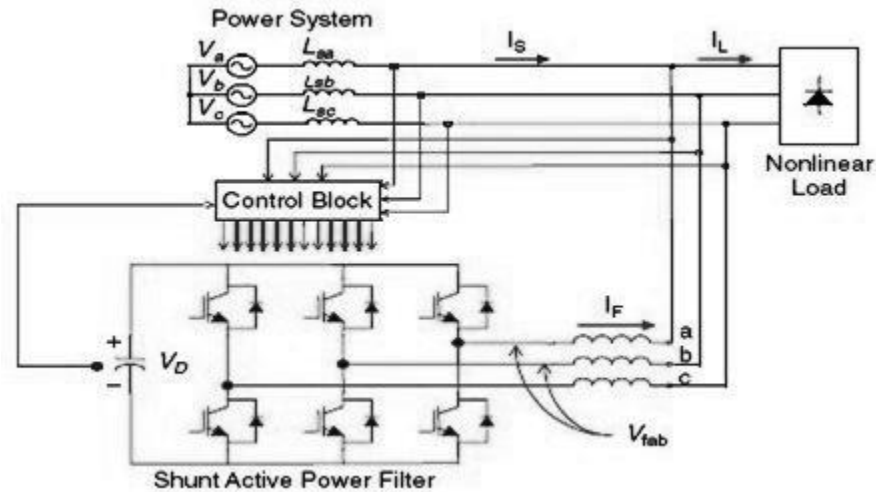 Power System
Va Lsa IS IL
Vb Lsb
Vc Lsc
Nonlinear
Load
Control Block
IF
+
VD
−
a
b
c
Vfab
Shunt Active Power Filter